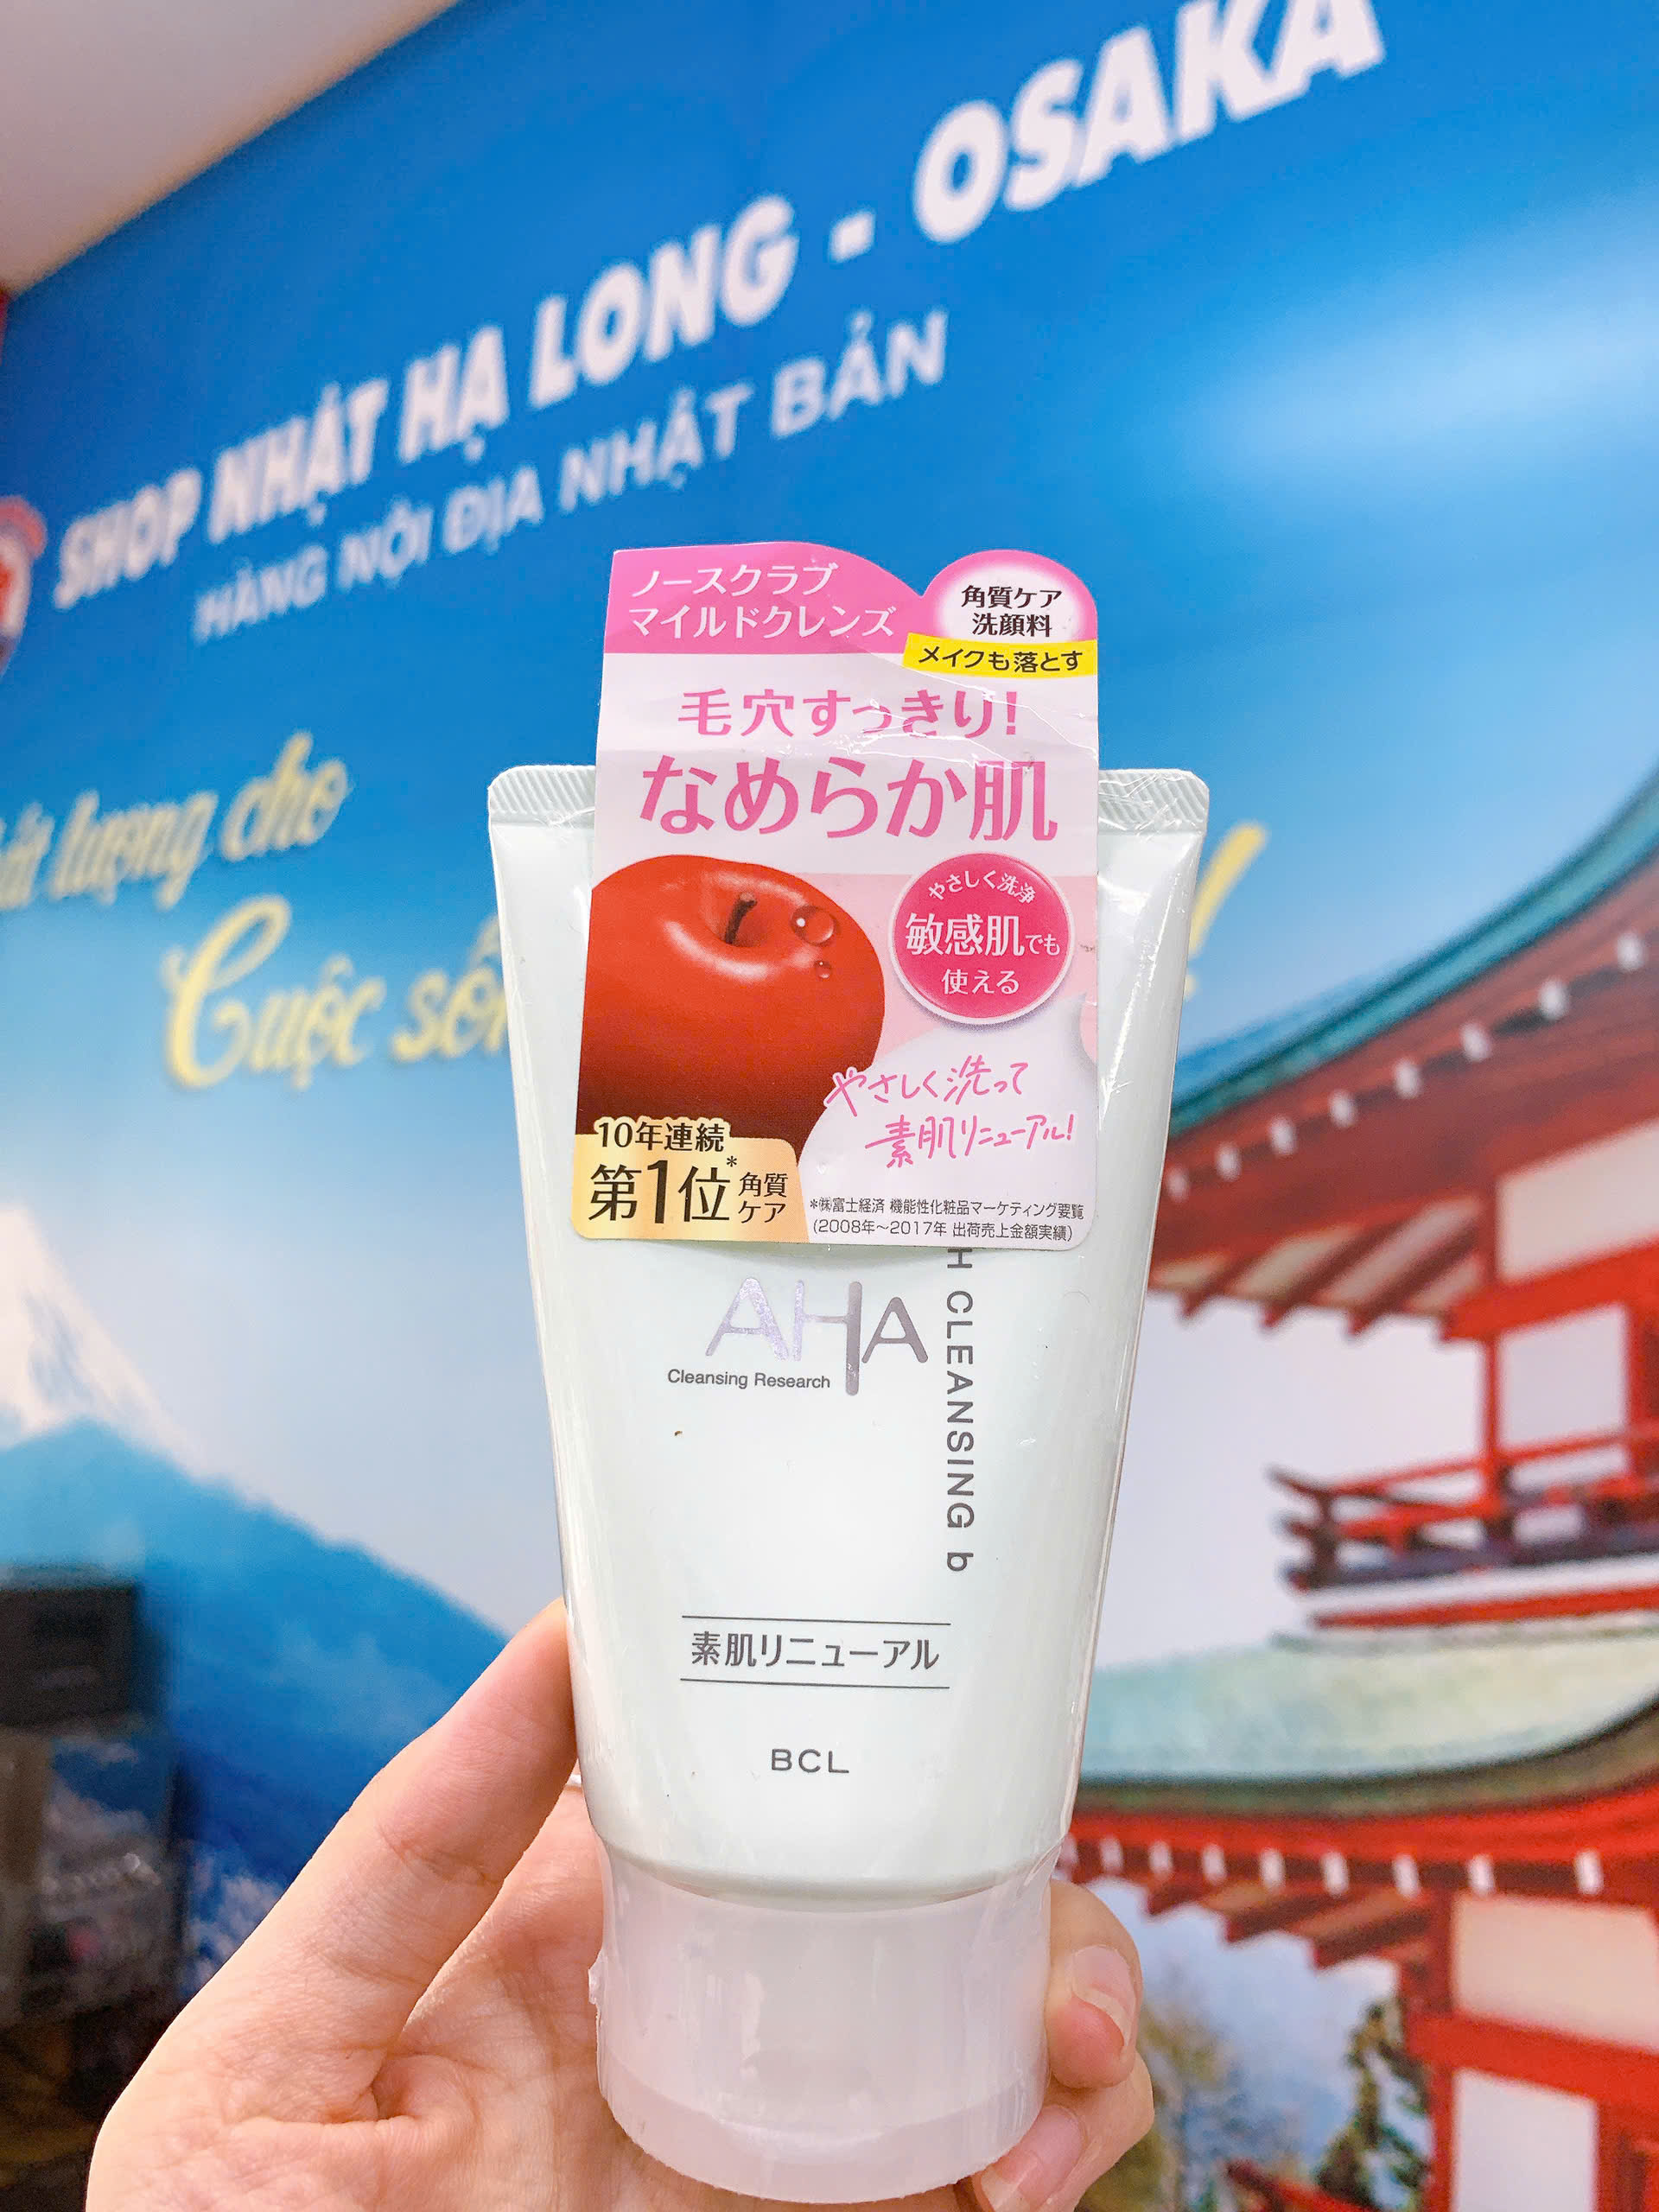 SHOP NHẬT HẠ LONG - OSAKA
HÀNG NỘI ĐỊA NHẬT BẢN
lượng cho
Cuộc
ノースクラブ
マイルドクレンズ
角質ケア
洗顔料
メイクも落とす
毛穴すっきり!
なめらか肌
やさしく洗浄
敏感肌でも
使える
やさしく洗って
素肌リニューアル!
10年連続
第1位*角質
ケア
*㈱富士経済 機能性化粧品マーケティング要覧
(2008年〜2017年 出荷売上金額実績)
AHA
Cleansing Research
H CLEANSING b
素肌リニューアル
BCL